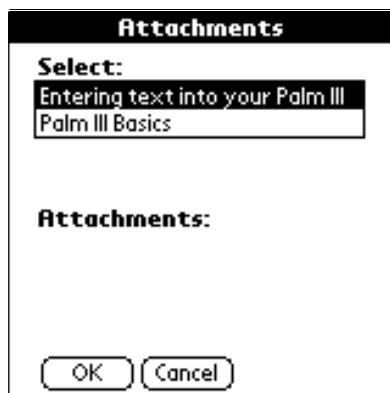 Attachments
Select:
Entering text into your Palm III
Palm III Basics
Attachments:
OK Cancel